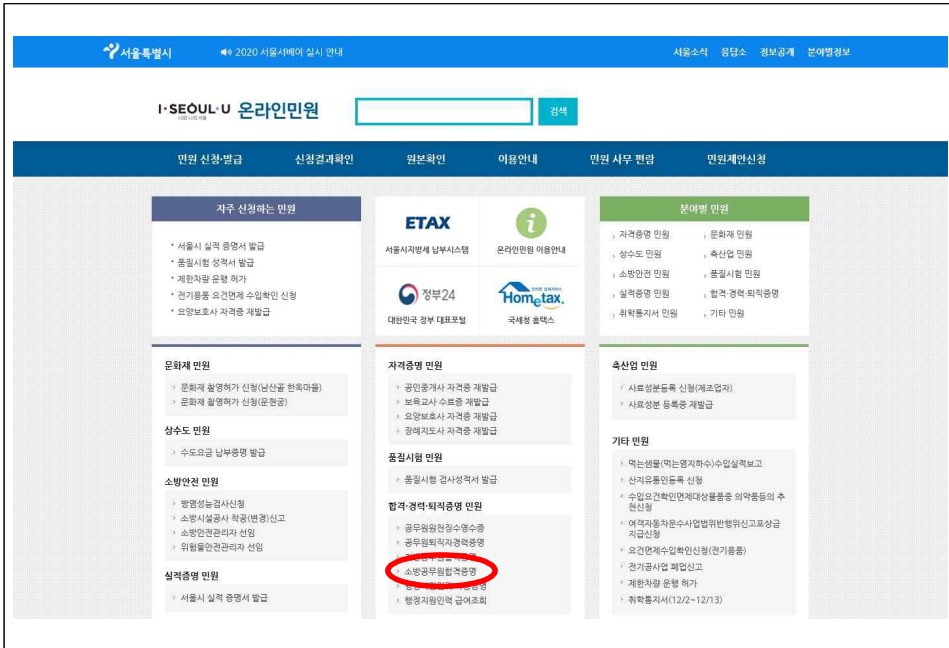 서울특별시
2020 서울서베이 실시 안내
서울소식 응답소 정보공개 분야별정보
I·SEOUL·U 온라인민원
검색
민원 신청·발급 신청결과확인 원본확인 이용안내 민원 사무 편람 민원제안신청
자주 신청하는 민원
서울시 실적 증명서 발급
품질시험 성적서 발급
제한차량 운행 허가
전기용품 요건면제 수입확인 신청
요양보호사 자격증 재발급
ETAX
서울시지방세 납부시스템
온라인민원 이용안내
정부24
대한민국 정부 대표포털
Hometax.
국세청 홈택스
분야별 민원
자격증명 민원
문화재 민원
상수도 민원
축산업 민원
소방안전 민원
품질시험 민원
실적증명 민원
합격·경력·퇴직증명
취학통지서 민원
기타 민원
문화재 민원
문화재 촬영허가 신청(남산골 한옥마을)
문화재 촬영허가 신청(운현궁)
상수도 민원
수도요금 납부증명 발급
소방안전 민원
방염성능검사신청
소방시설공사 착공(변경)신고
소방안전관리자 선임
위험물안전관리자 선임
실적증명 민원
서울시 실적 증명서 발급
자격증명 민원
공인중개사 자격증 재발급
보육교사 수료증 재발급
요양보호사 자격증 재발급
장례지도사 자격증 재발급
품질시험 민원
품질시험 검사성적서 발급
합격·경력·퇴직증명 민원
공무원원천징수영수증
공무원퇴직자경력증명
소방공무원합격증명
행정지원인력 급여조회
축산업 민원
사료성분등록 신청(제조업자)
사료성분 등록증 재발급
기타 민원
먹는샘물(먹는염지하수)수입실적보고
산지유통인등록 신청
수입요건확인면제대상물품중 의약품등의 추
천신청
여객자동차운수사업법위반행위신고포상금
지급신청
요건면제수입확인신청(전기용품)
전기공사업 폐업신고
제한차량 운행 허가
취학통지서(12/2~12/13)